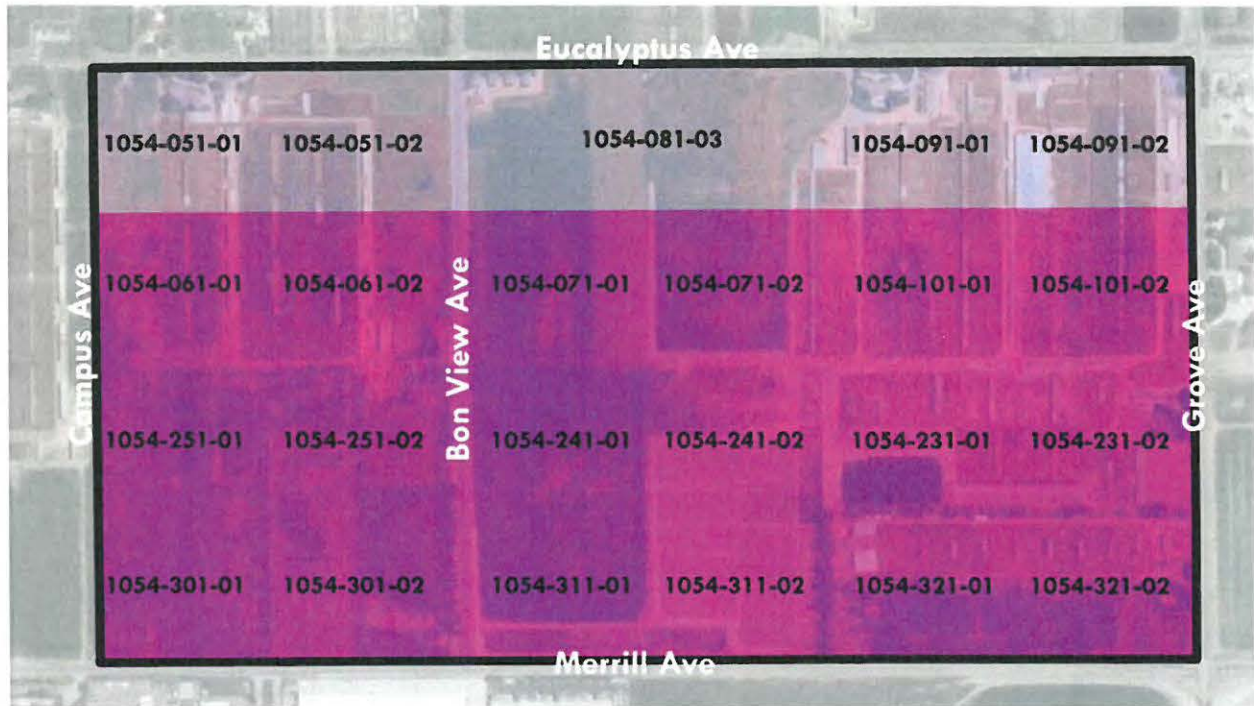 Eucalyptus Ave
1054-051-01 1054-051-02 1054-081-03 1054-091-01 1054-091-02
1054-061-01 1054-061-02 1054-071-01 1054-071-02 1054-101-01 1054-101-02
Campus Ave
Bon View Ave
Grove Ave
1054-251-01 1054-251-02 1054-241-01 1054-241-02 1054-231-01 1054-231-02
1054-301-01 1054-301-02 1054-311-01 1054-311-02 1054-321-01 1054-321-02
Merrill Ave